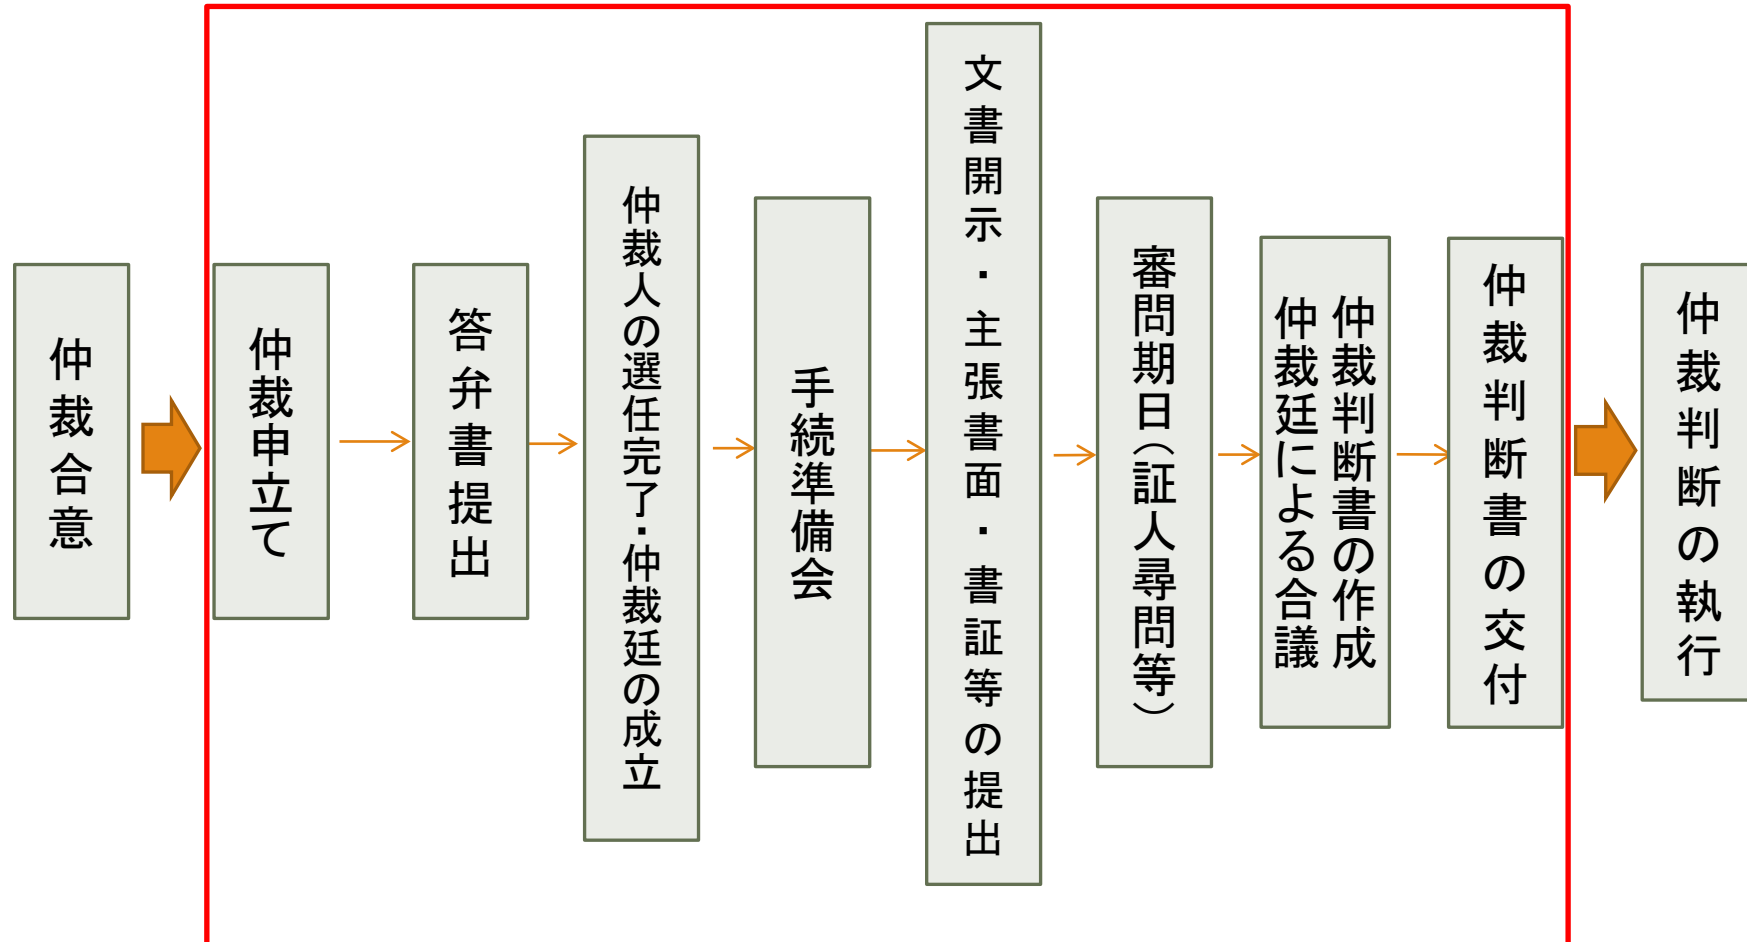 仲裁合意
仲裁申立て
答弁書提出
仲裁人の選任完了・仲裁廷の成立
手続準備会
文書開示・主張書面・書証等の提出
審問期日（証人尋問等）
仲裁判断書の作成
仲裁廷による合議
仲裁判断書の交付
仲裁判断の執行